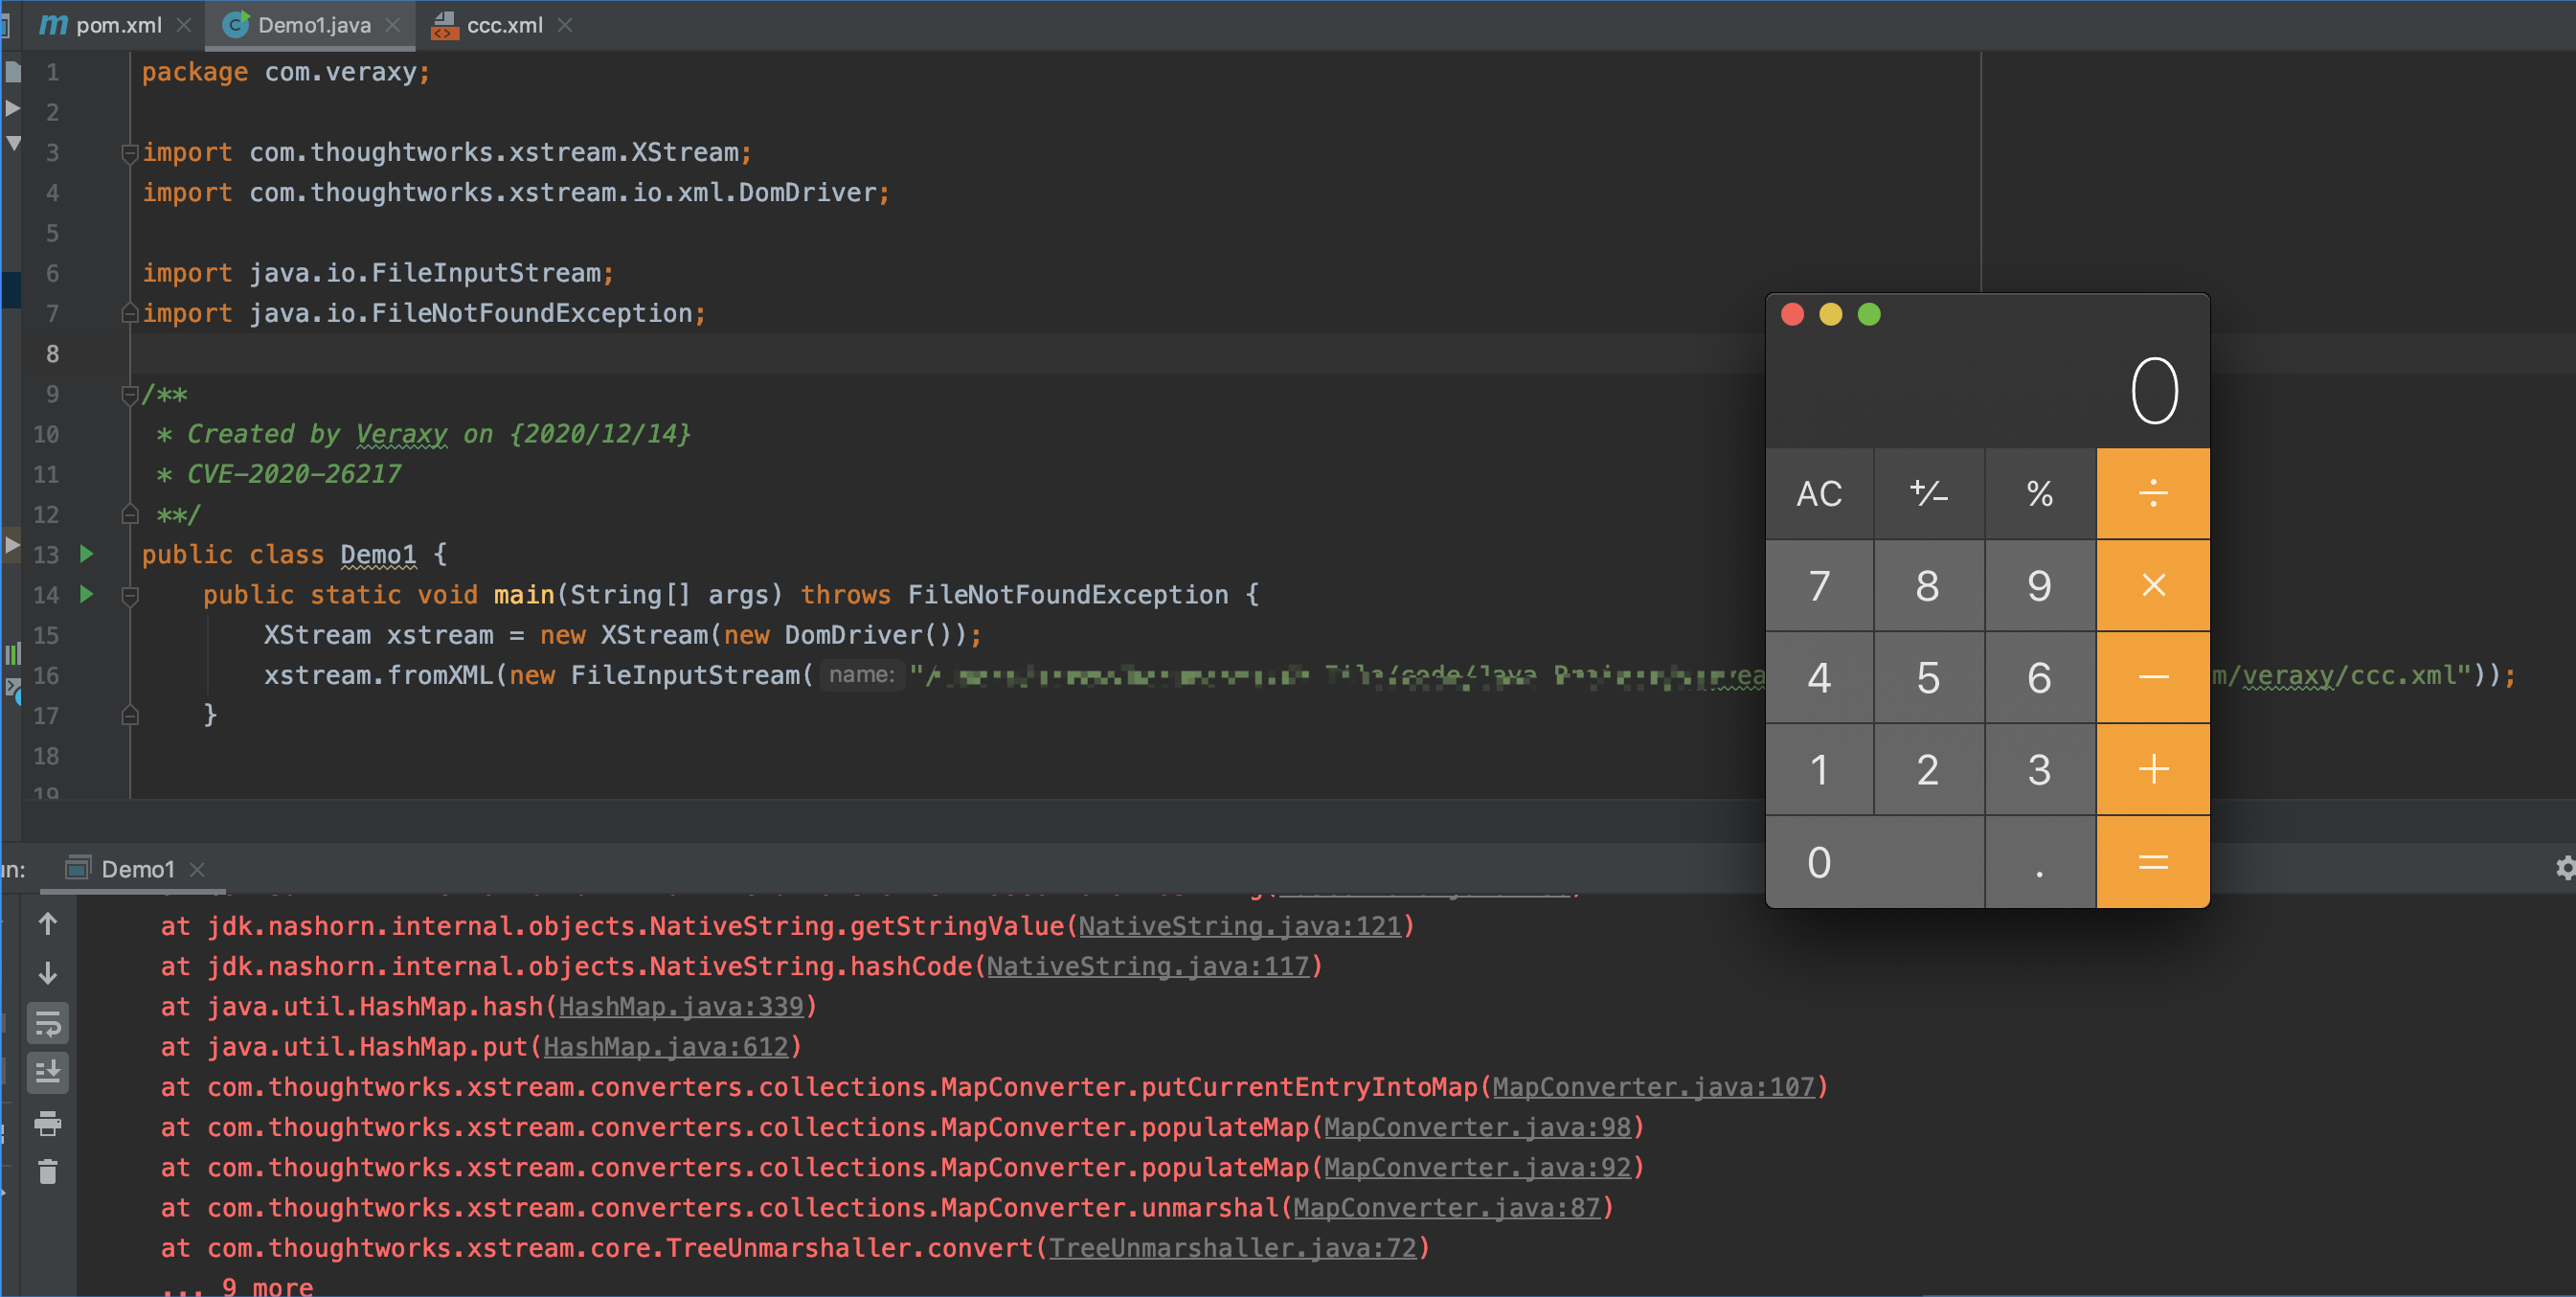 pom.xml
Demo1.java
ccc.xml
1 package com.veraxy;
2
3 import com.thoughtworks.xstream.XStream;
4 import com.thoughtworks.xstream.io.xml.DomDriver;
5
6 import java.io.FileInputStream;
7 import java.io.FileNotFoundException;
8
9 /**
10 * Created by Veraxy on {2020/12/14}
11 * CVE-2020-26217
12 **/
13 public class Demo1 {
14 public static void main(String[] args) throws FileNotFoundException {
15 XStream xstream = new XStream(new DomDriver());
16 xstream.fromXML(new FileInputStream( name: "/ m/veraxy/ccc.xml"));
17 }
18
19
0
AC +/- % ÷
7 8 9 ×
4 5 6 −
1 2 3 +
0 . =
un: Demo1
at jdk.nashorn.internal.objects.NativeString.getStringValue(NativeString.java:121)
at jdk.nashorn.internal.objects.NativeString.hashCode(NativeString.java:117)
at java.util.HashMap.hash(HashMap.java:339)
at java.util.HashMap.put(HashMap.java:612)
at com.thoughtworks.xstream.converters.collections.MapConverter.putCurrentEntryIntoMap(MapConverter.java:107)
at com.thoughtworks.xstream.converters.collections.MapConverter.populateMap(MapConverter.java:98)
at com.thoughtworks.xstream.converters.collections.MapConverter.populateMap(MapConverter.java:92)
at com.thoughtworks.xstream.converters.collections.MapConverter.unmarshal(MapConverter.java:87)
at com.thoughtworks.xstream.core.TreeUnmarshaller.convert(TreeUnmarshaller.java:72)
... 9 more